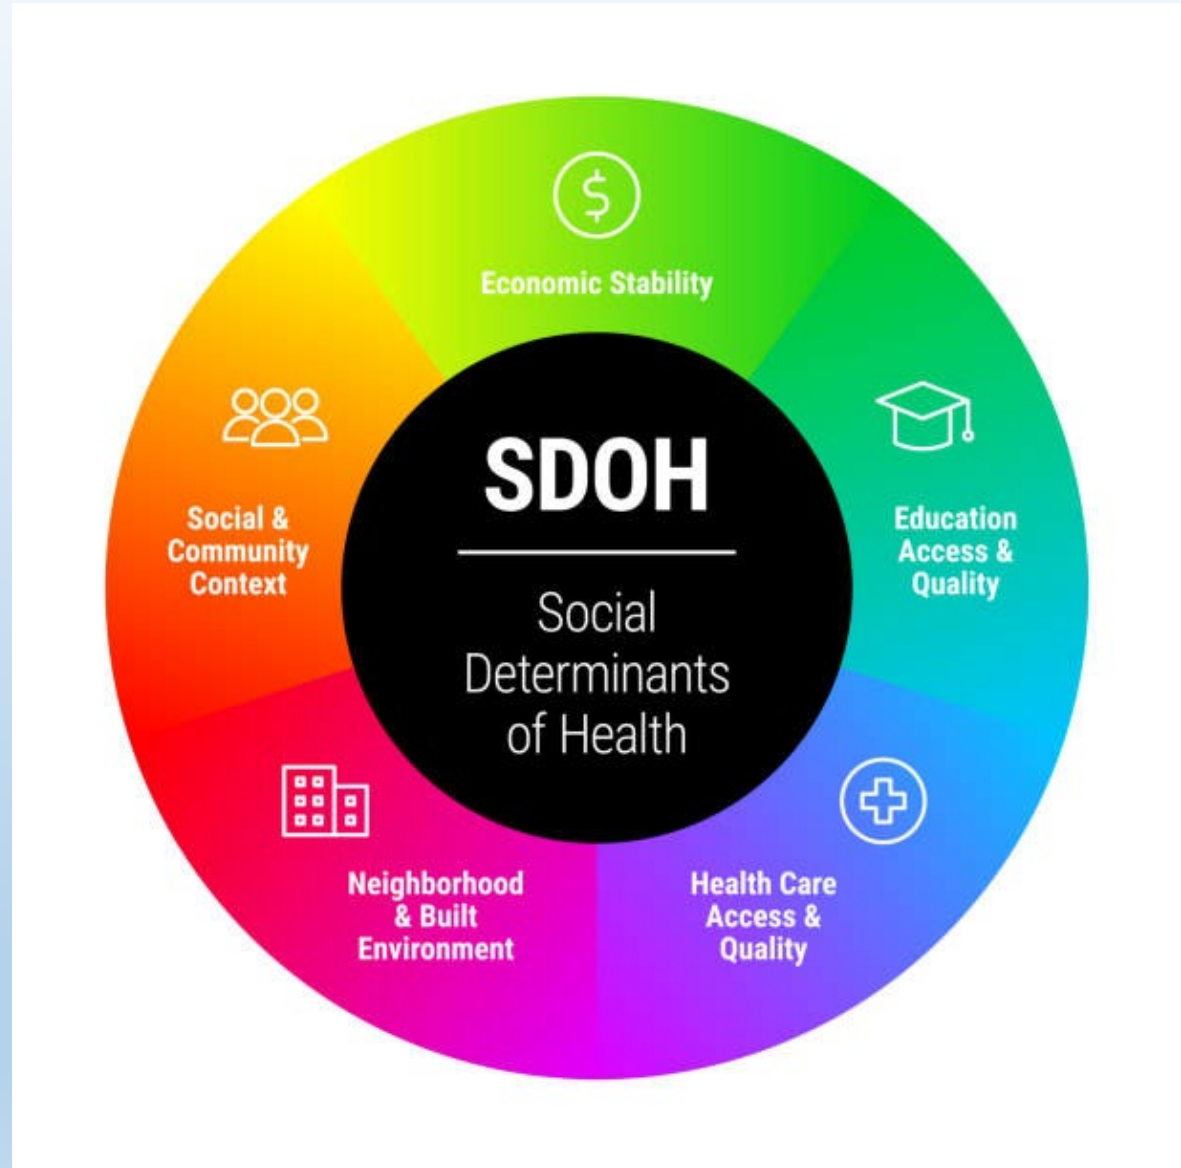 Economic Stability
Social &
Community
Context
SDOH
Social
Determinants
of Health
Education
Access &
Quality
Neighborhood
& Built
Environment
Health Care
Access &
Quality